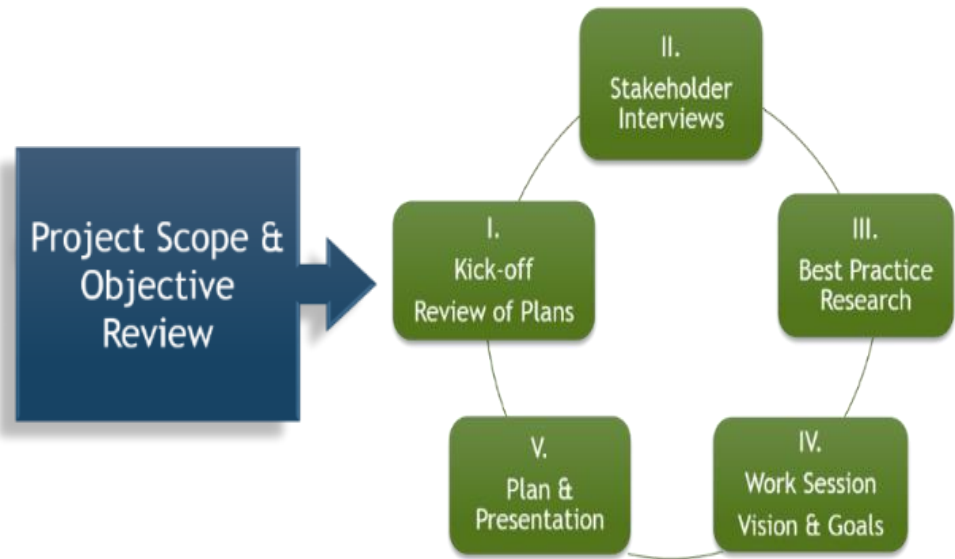 Project Scope &
Objective
Review
I.
Kick-off
Review of Plans
II.
Stakeholder
Interviews
III.
Best Practice
Research
IV.
Work Session
Vision & Goals
V.
Plan &
Presentation